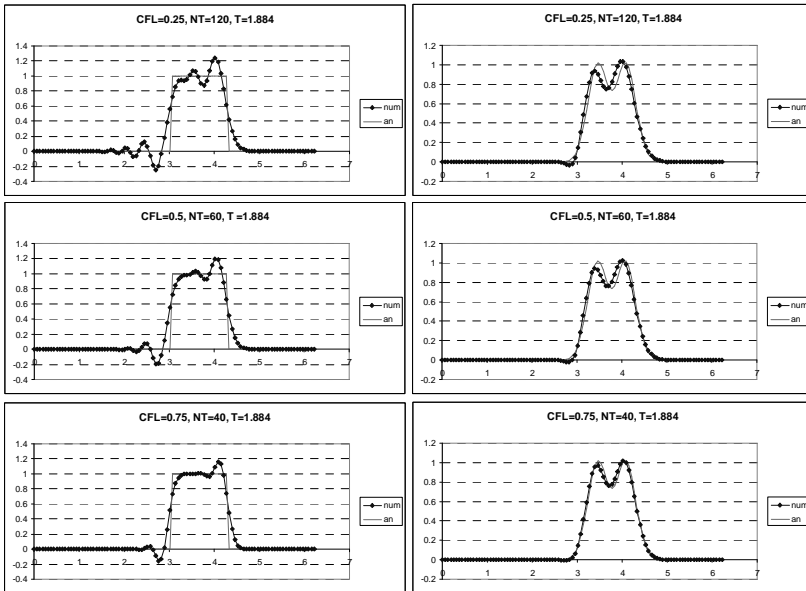 CFL=0.25, NT=120, T=1.884
1.4
1.2
1
0.8
0.6
0.4
0.2
0
-0.2
-0.4
0 1 2 3 4 5 6 7
num
an
CFL=0.25, NT=120, T=1.884
1.2
1
0.8
0.6
0.4
0.2
0
-0.2
0 1 2 3 4 5 6 7
num
an
CFL=0.5, NT=60, T =1.884
1.4
1.2
1
0.8
0.6
0.4
0.2
0
-0.2
-0.4
0 1 2 3 4 5 6 7
num
an
CFL=0.5, NT=60, T=1.884
1.2
1
0.8
0.6
0.4
0.2
0
-0.2
0 1 2 3 4 5 6 7
num
an
CFL=0.75, NT=40, T=1.884
1.4
1.2
1
0.8
0.6
0.4
0.2
0
-0.2
-0.4
0 1 2 3 4 5 6 7
num
an
CFL=0.75, NT=40, T=1.884
1.2
1
0.8
0.6
0.4
0.2
0
-0.2
0 1 2 3 4 5 6 7
num
an